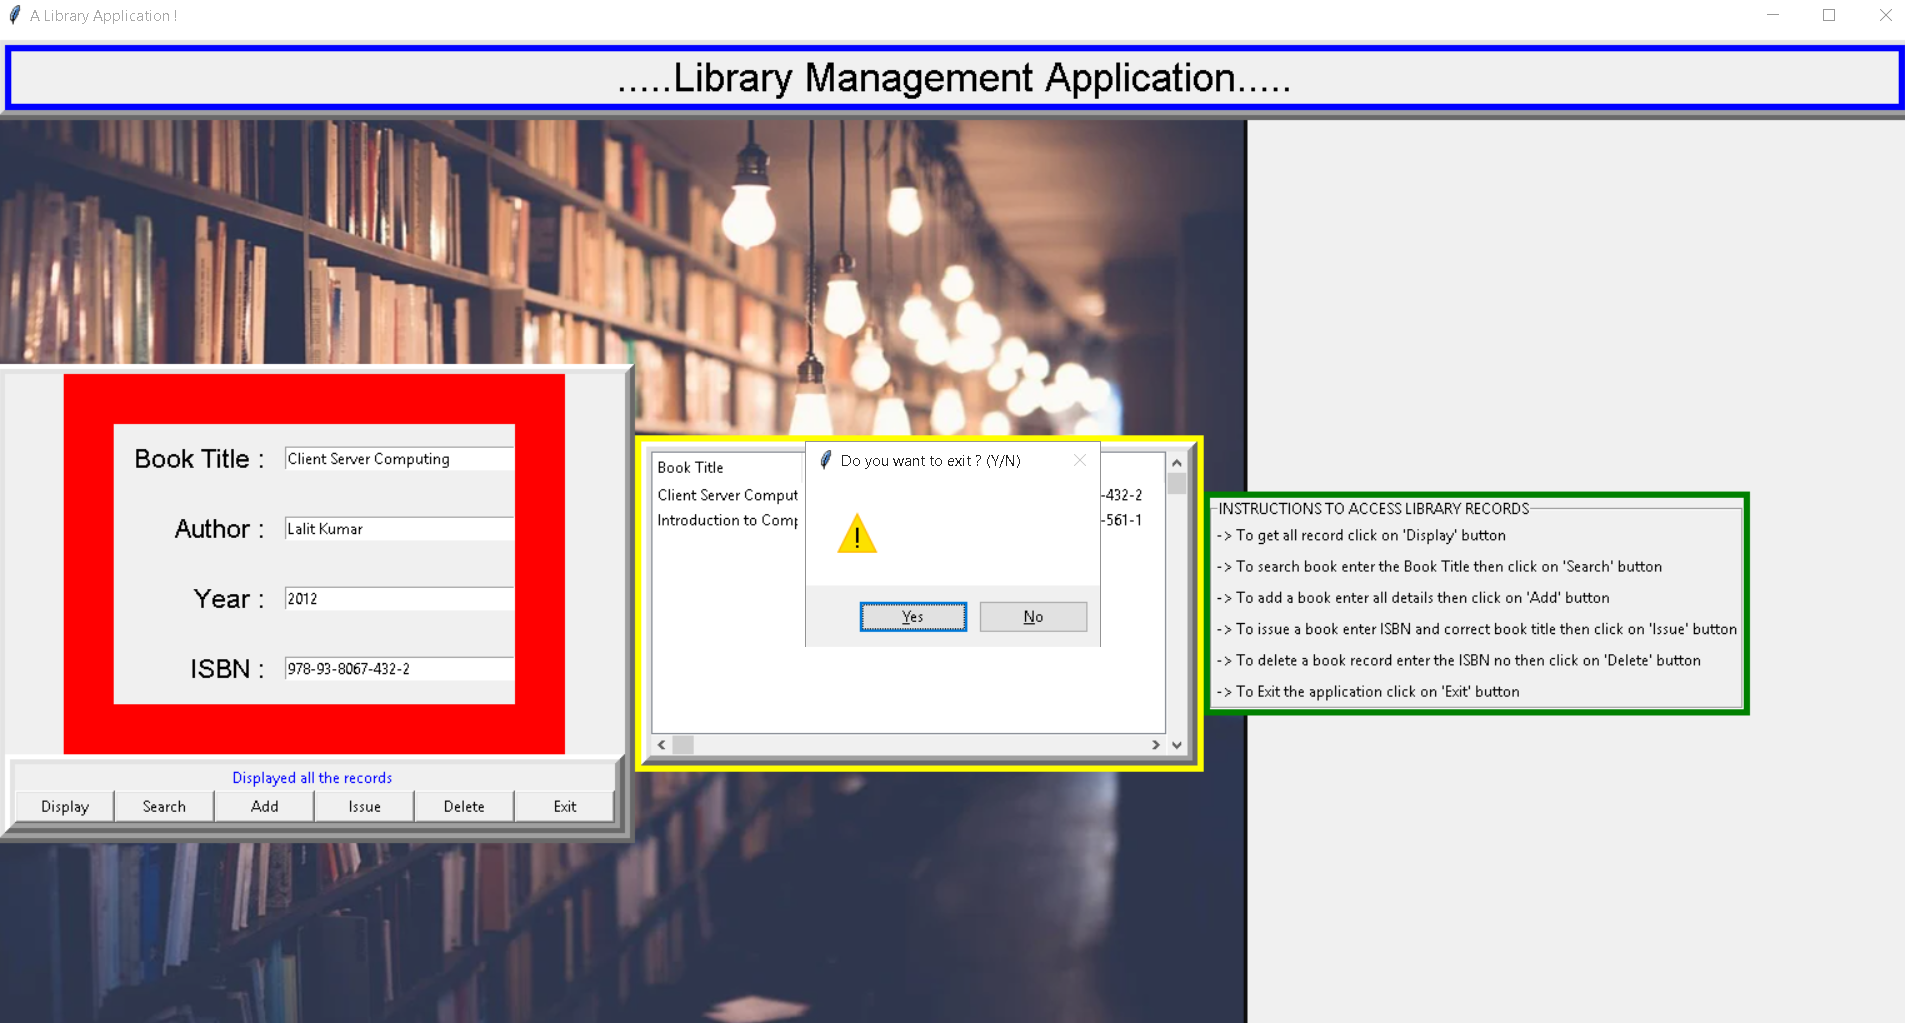 A Library Application !
.....Library Management Application.....
Book Title : Client Server Computing
Author : Lalit Kumar
Year : 2012
ISBN : 978-93-8067-432-2
Displayed all the records
Display Search Add Issue Delete Exit
Book Title
Client Server Comput -432-2
Introduction to Comp -561-1
Do you want to exit ? (Y/N)
Yes No
INSTRUCTIONS TO ACCESS LIBRARY RECORDS
-> To get all record click on 'Display' button
-> To search book enter the Book Title then click on 'Search' button
-> To add a book enter all details then click on 'Add' button
-> To issue a book enter ISBN and correct book title then click on 'Issue' button
-> To delete a book record enter the ISBN no then click on 'Delete' button
-> To Exit the application click on 'Exit' button